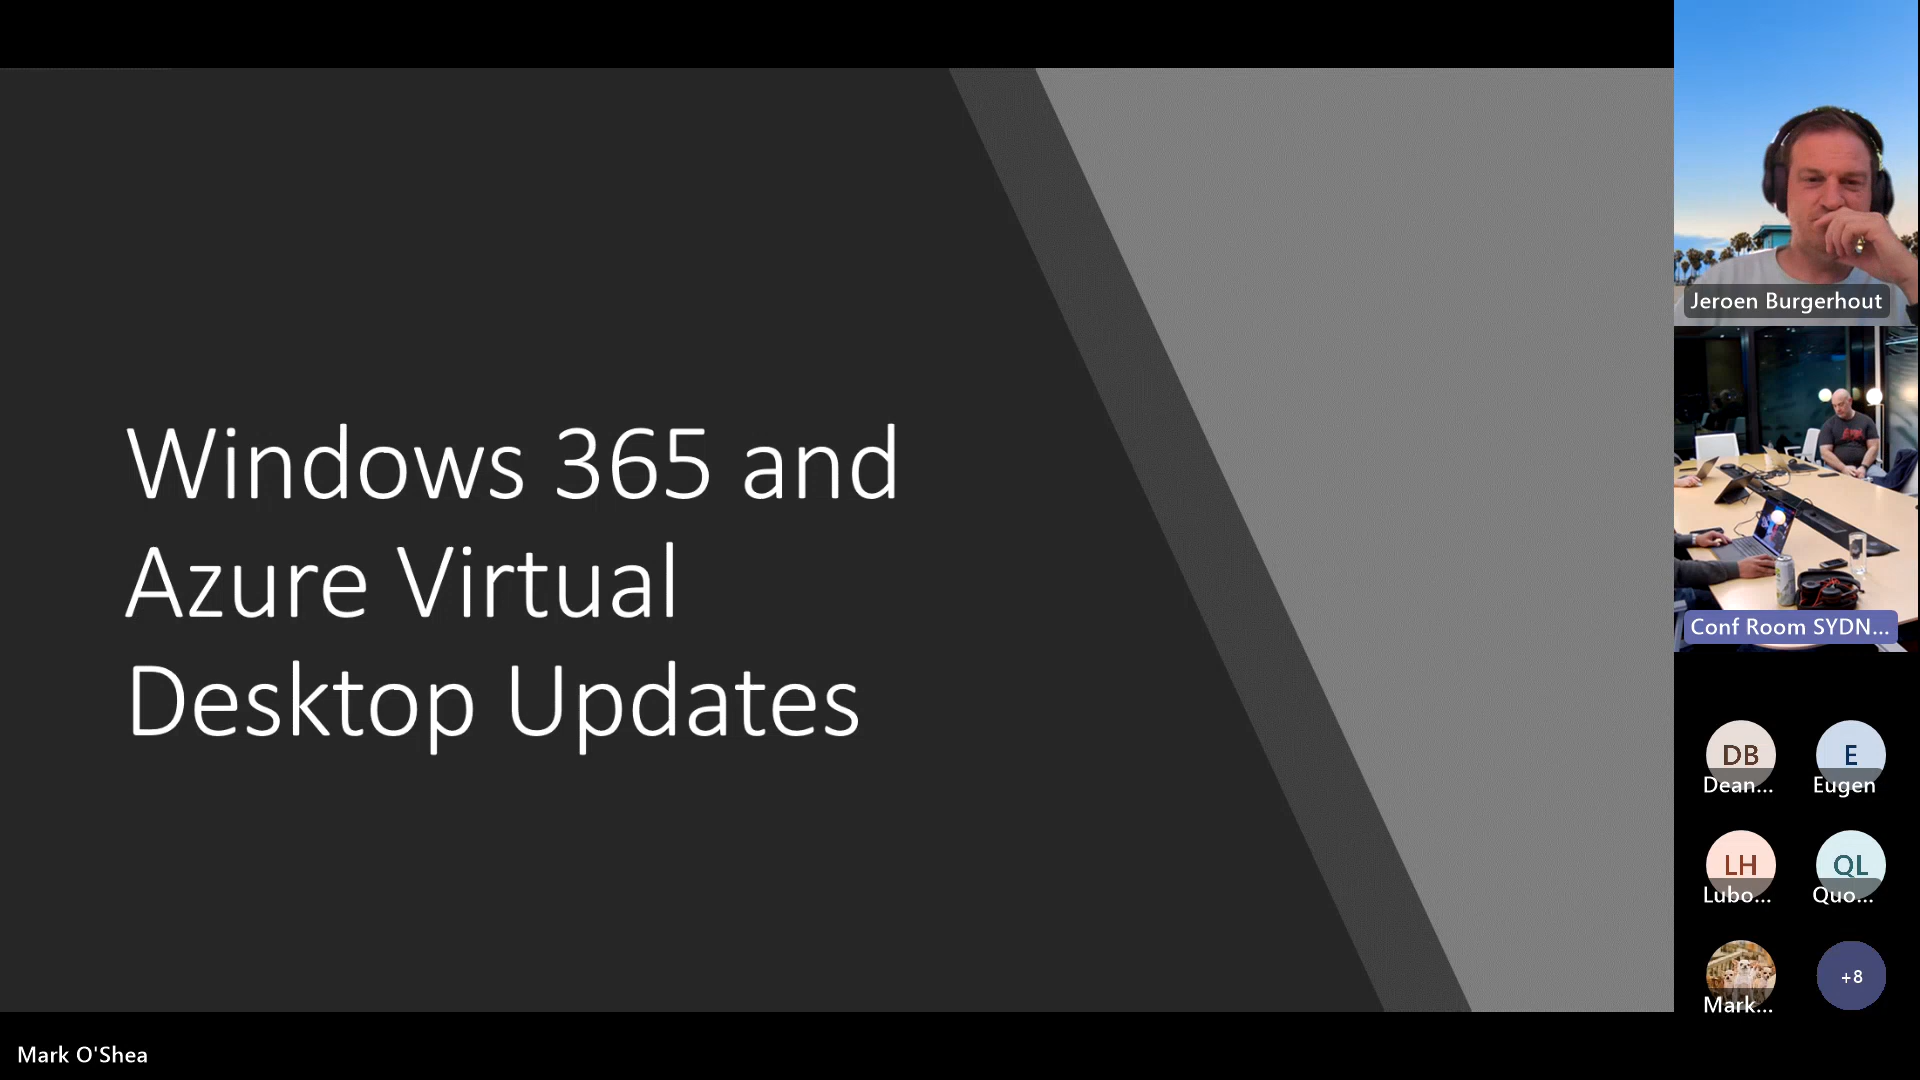 Windows 365 and
Azure Virtual
Desktop Updates
Jeroen Burgerhout
Conf Room SYDN...
DB
Dean...
E
Eugen
LH
Lubo...
QL
Quo...
Mark...
+8
Mark O'Shea